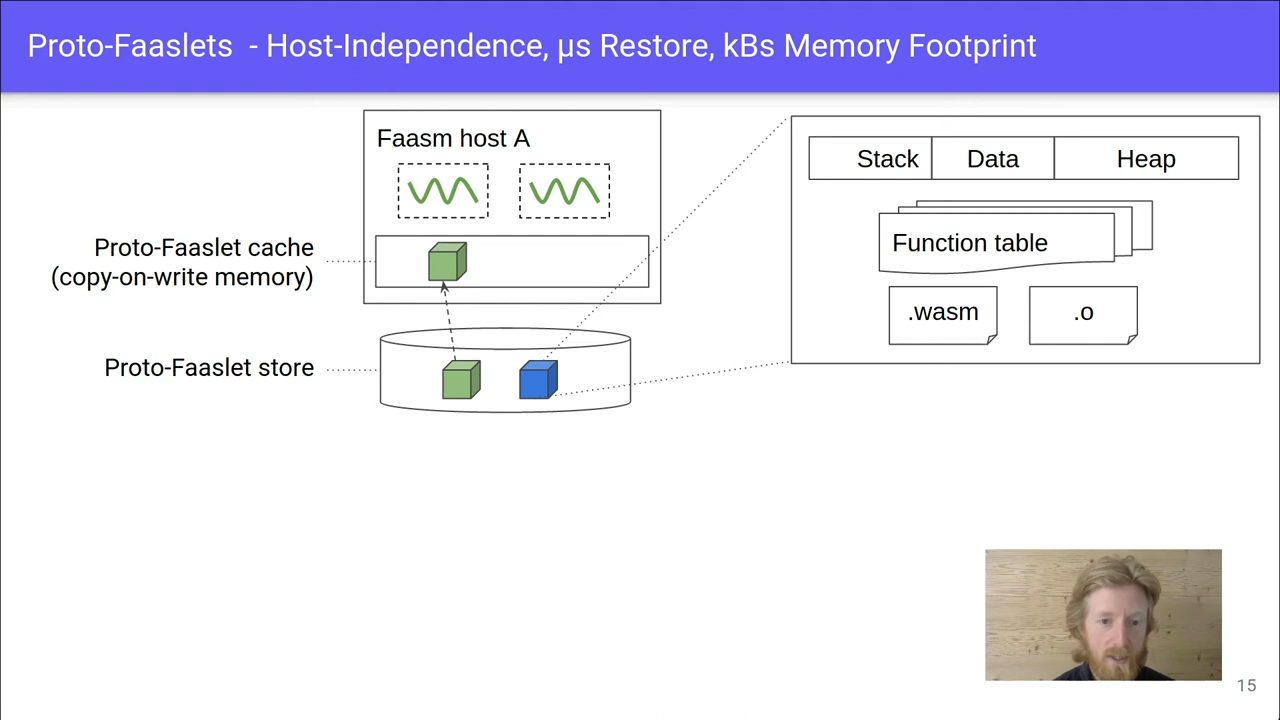 Proto-Faaslets - Host-Independence, µs Restore, kBs Memory Footprint
Faasm host A
Proto-Faaslet cache
(copy-on-write memory)
Proto-Faaslet store
Stack Data Heap
Function table
.wasm .o
15